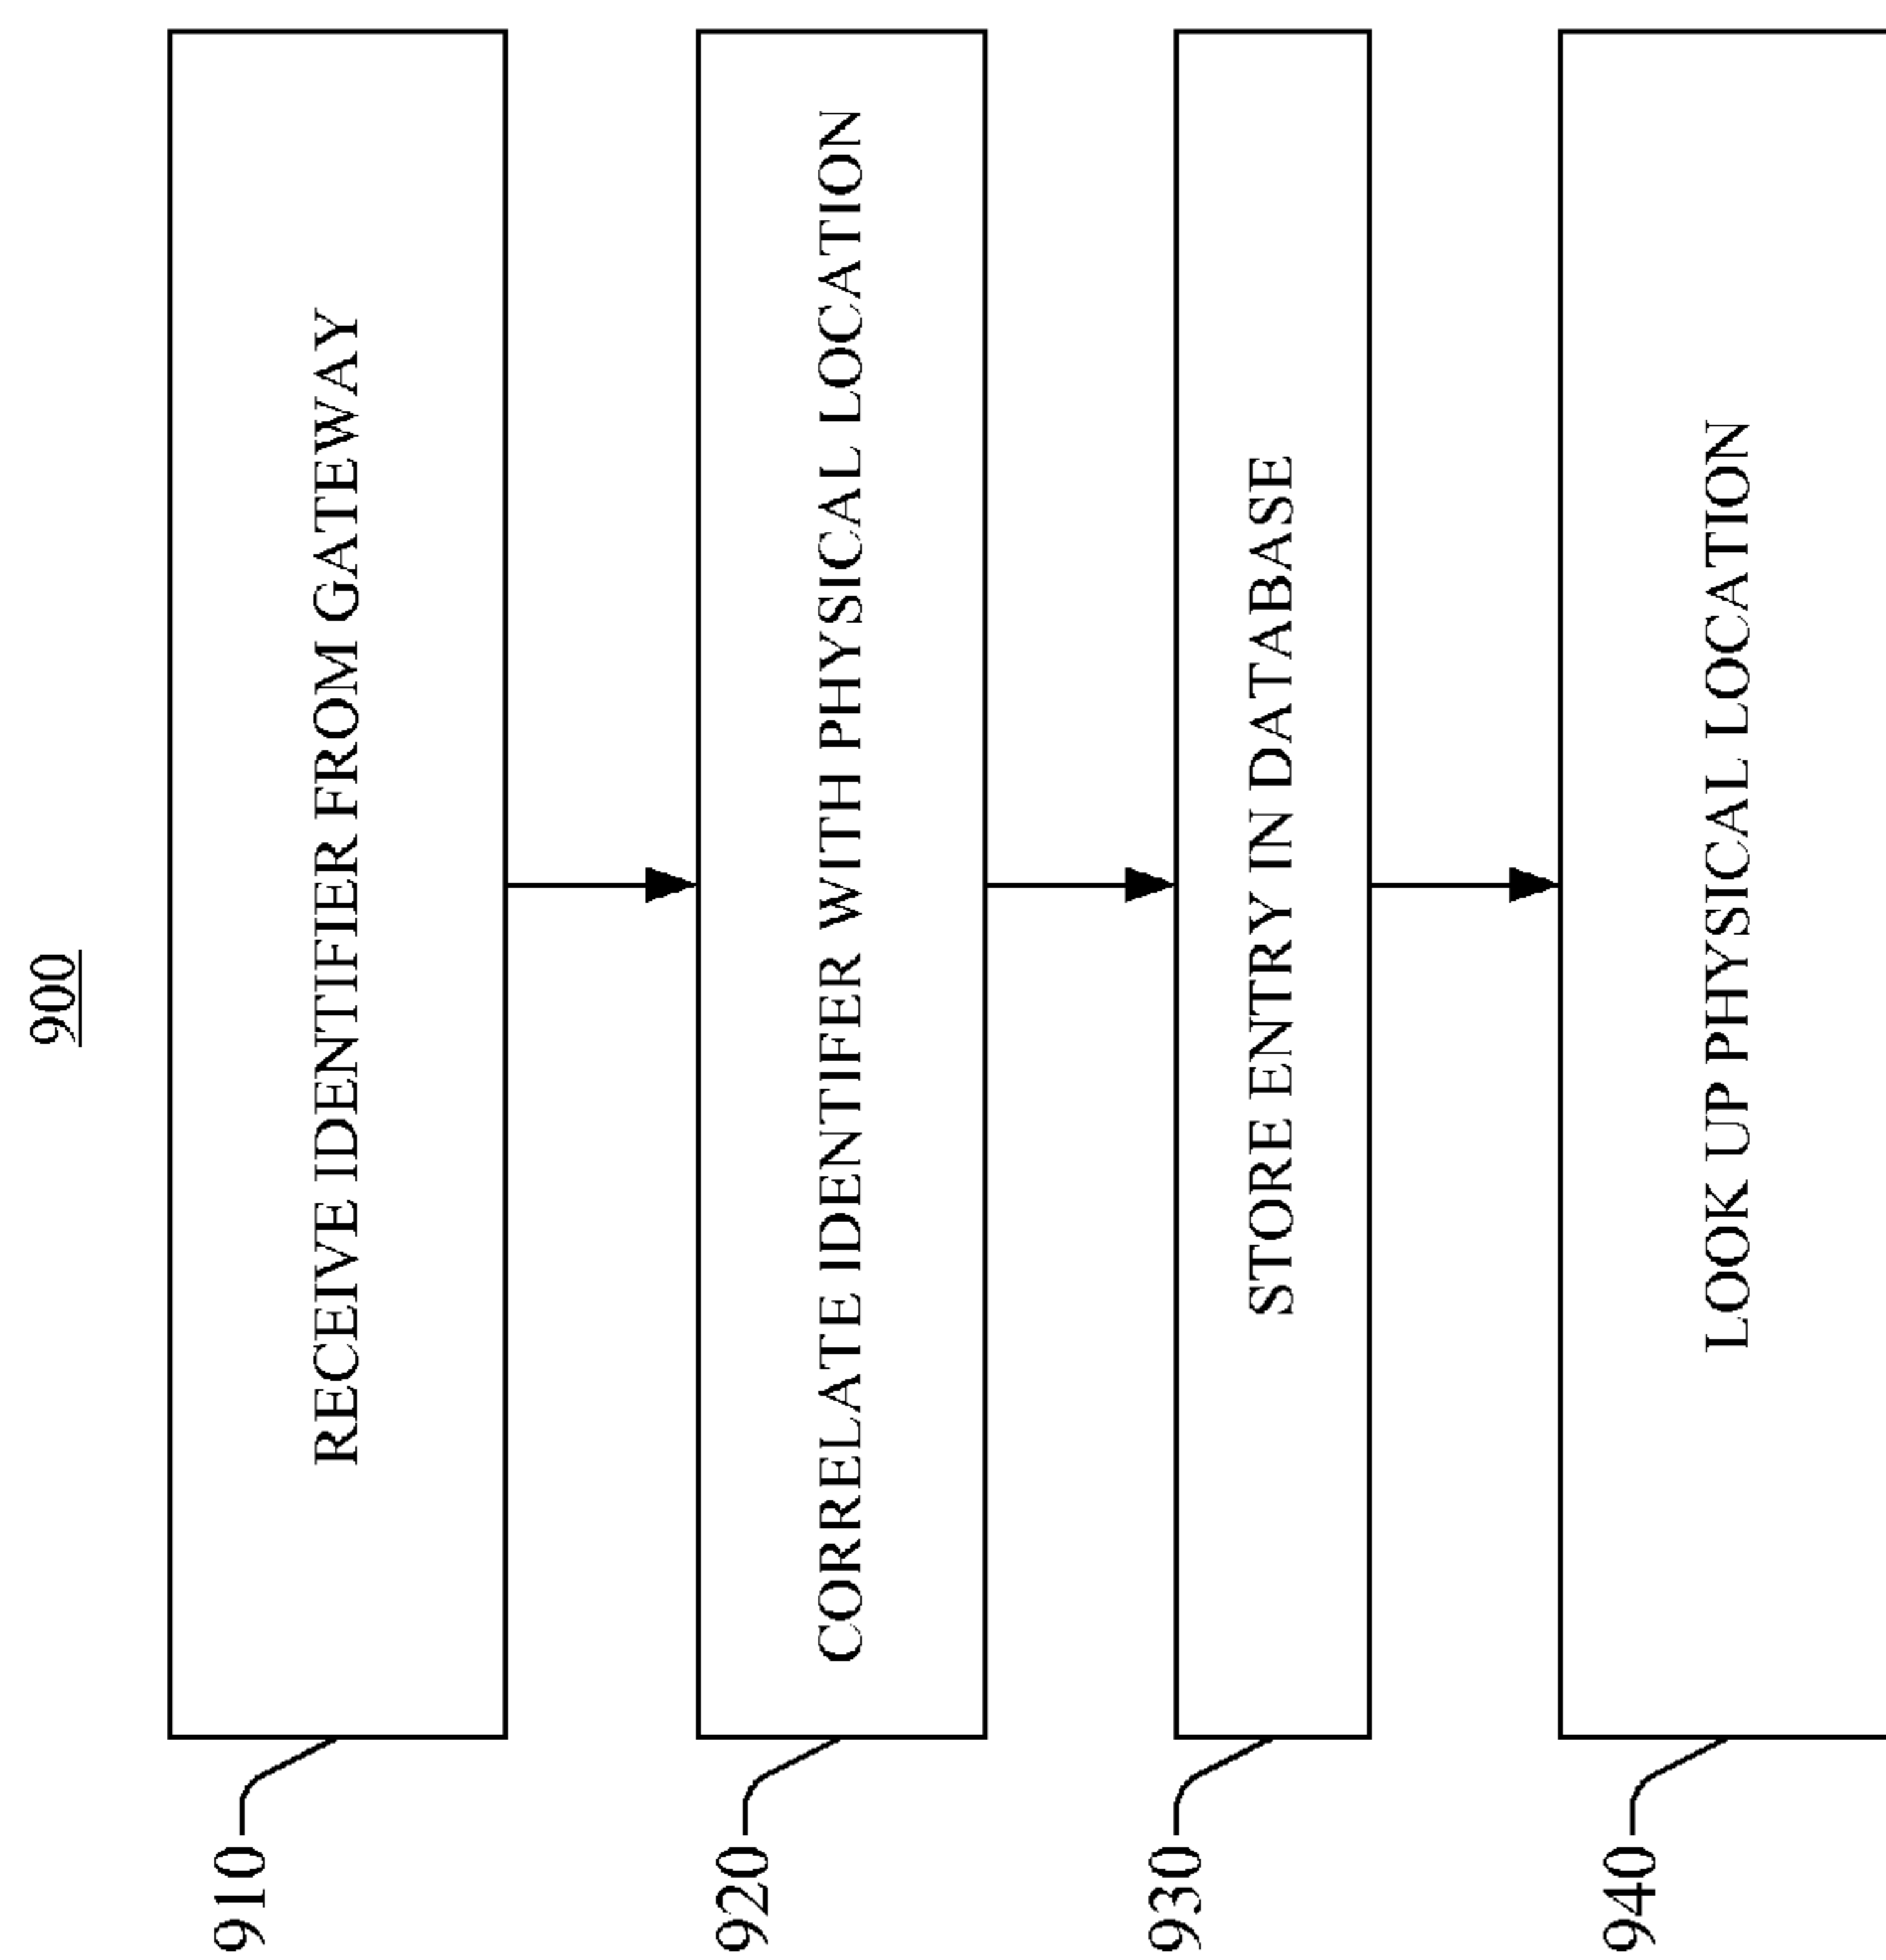 900
910
RECEIVE IDENTIFIER FROM GATEWAY
920
CORRELATE IDENTIFER WITH PHYSICAL LOCATION
930
STORE ENTRY IN DATABASE
940
LOOK UP PHYSICAL LOCATION